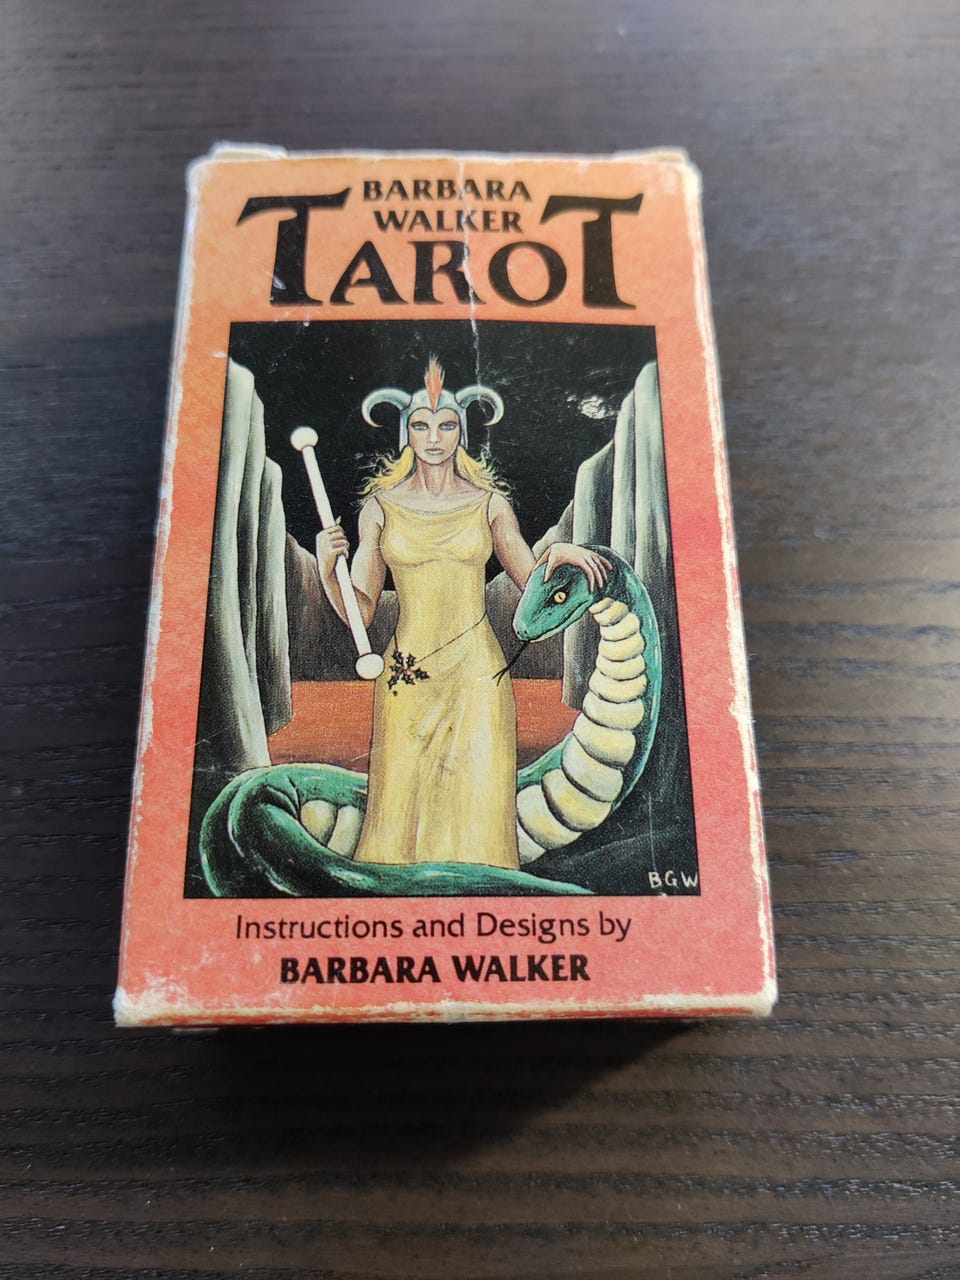 BARBARA
WALKER
TAROT
BGW
Instructions and Designs by
BARBARA WALKER